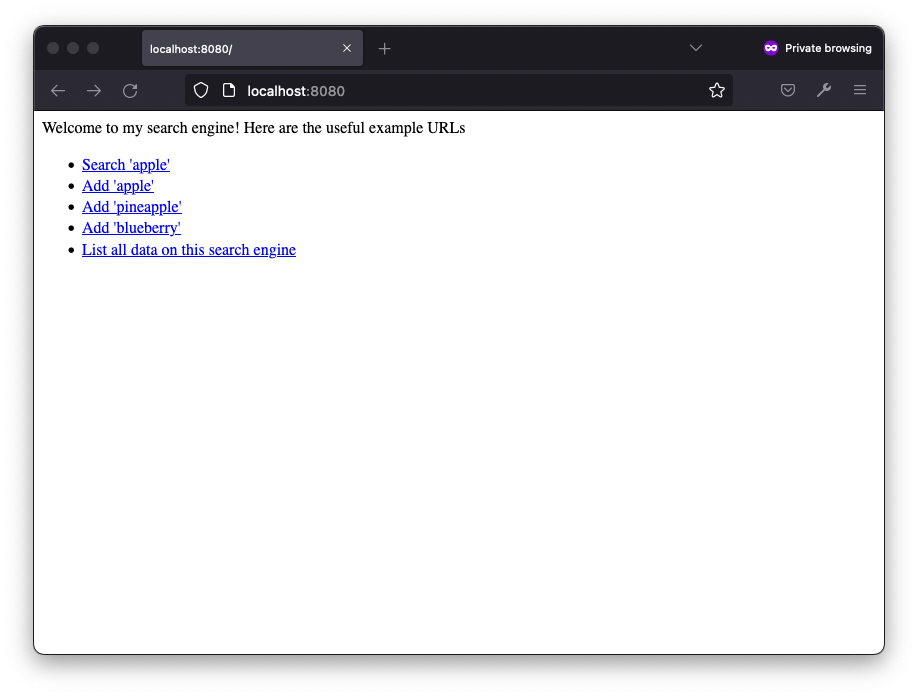 localhost:8080/
Private browsing
localhost:8080
Welcome to my search engine! Here are the useful example URLs
Search 'apple'
Add 'apple'
Add 'pineapple'
Add 'blueberry'
List all data on this search engine